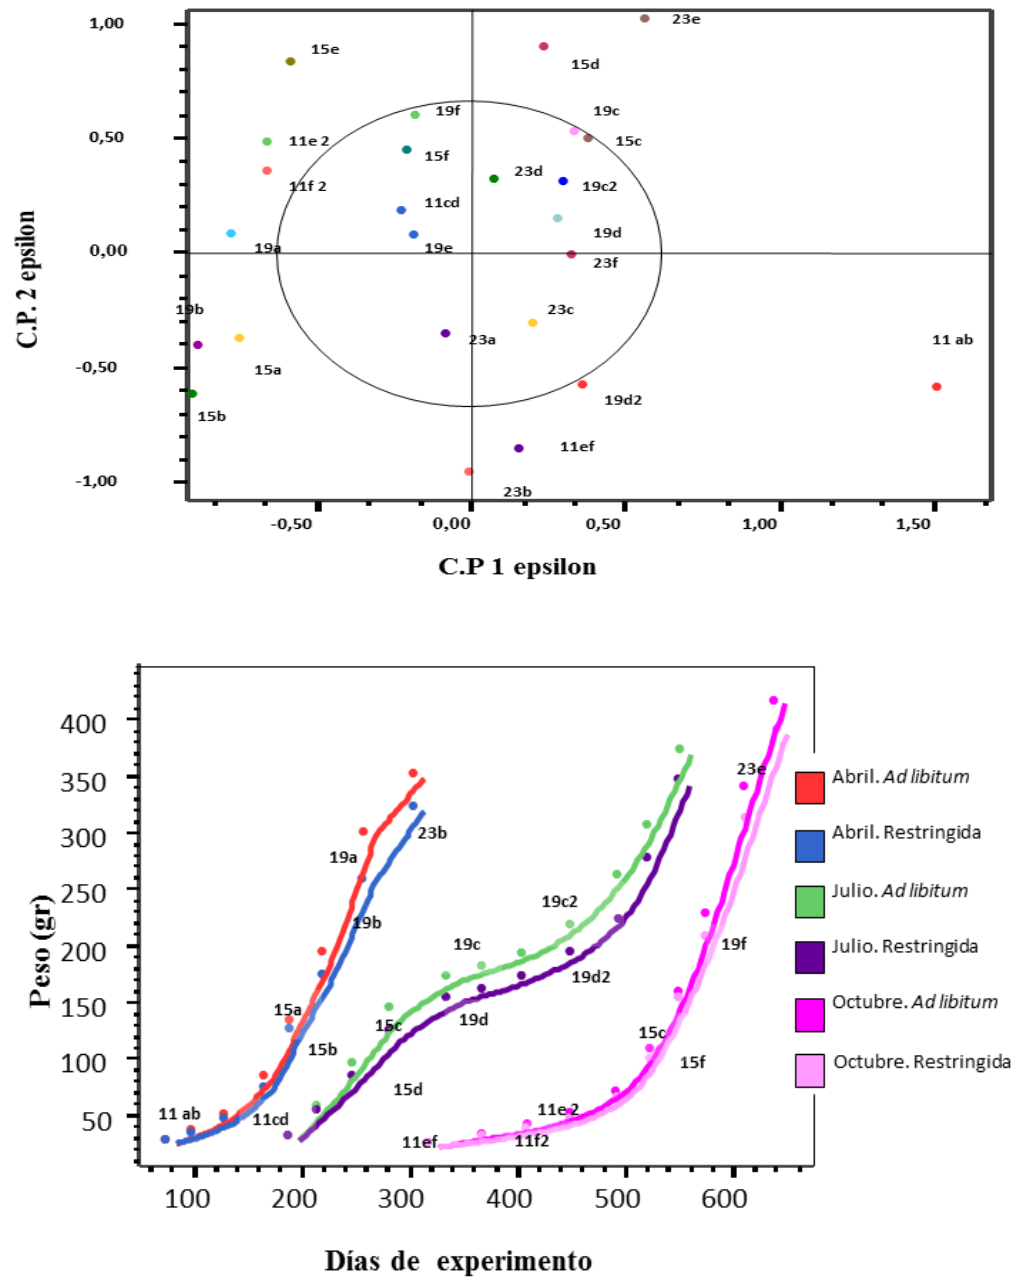 1,00
0,50
0,00
-0,50
-1,00
C.P. 2 epsilon
23e
15e
15d
19f
19c
11e 2
15c
15f
23d
11f 2
19c2
11cd
19d
19a
19e
23f
19b
23c
23a
11 ab
15a
19d2
15b
11ef
23b
-0,50
0,00
0,50
1,00
1,50
C.P 1 epsilon
400
350
300
250
200
150
100
50
Peso (gr)
23e
23b
19a
19b
19c2
19c
19f
19d2
15a
19d
15c
15c
15b
15f
15d
11 ab
11cd
11e 2
11ef
11f2
100
200
300
400
500
600
Días de experimento
Abril. Ad libitum
Abril. Restringida
Julio. Ad libitum
Julio. Restringida
Octubre. Ad libitum
Octubre. Restringida